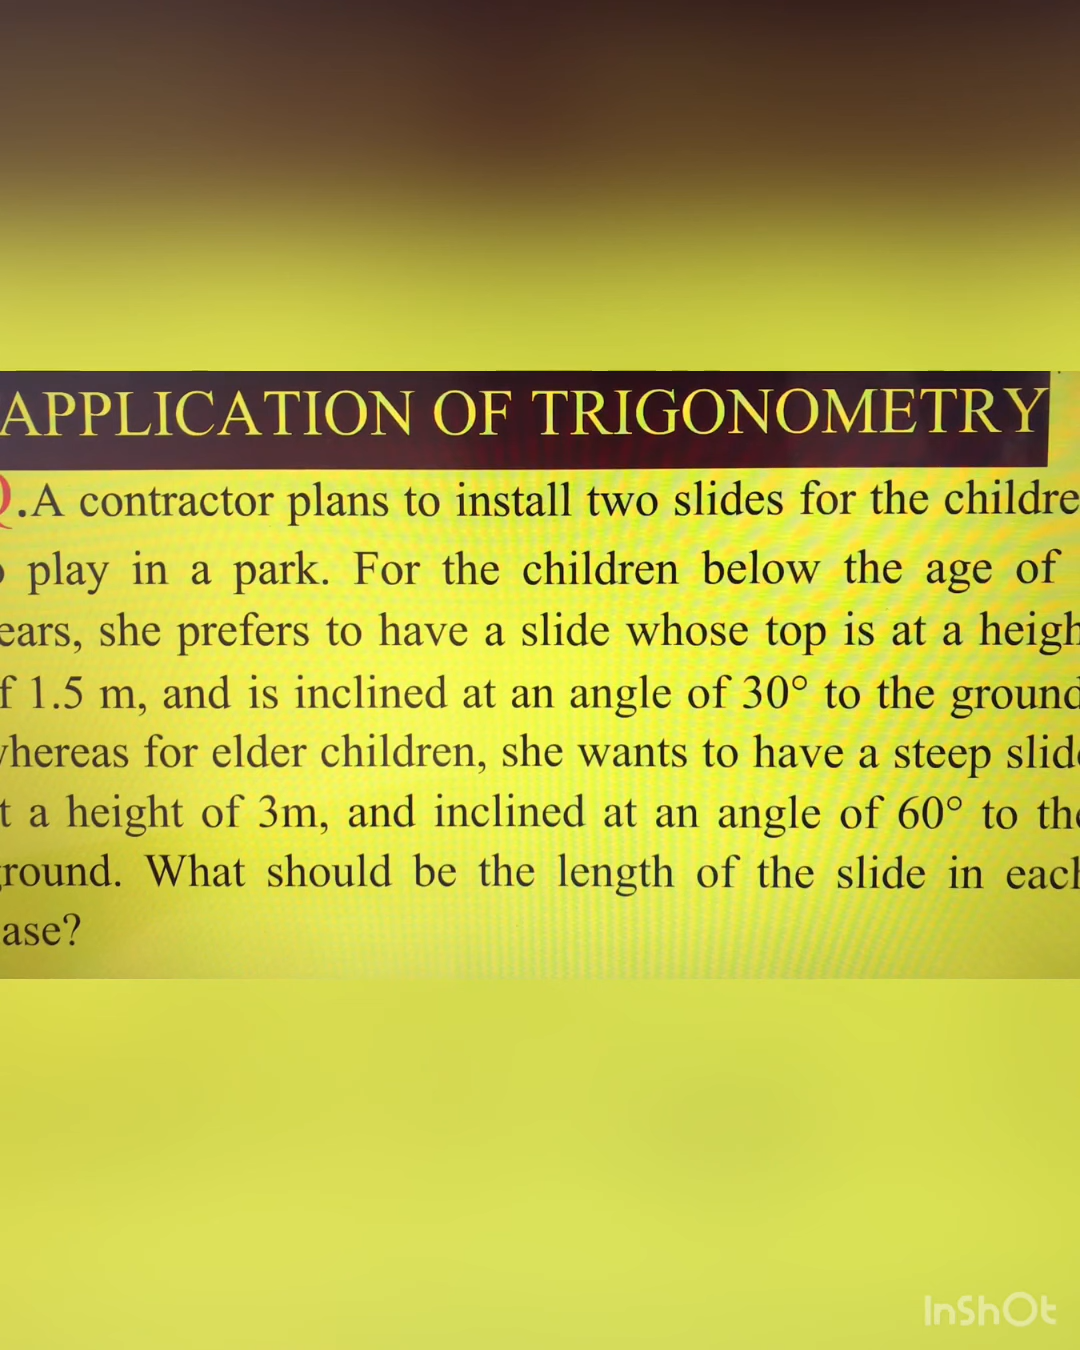 APPLICATION OF TRIGONOMETRY
Q.A contractor plans to install two slides for the childre
play in a park. For the children below the age of
ears, she prefers to have a slide whose top is at a heigh
f 1.5 m, and is inclined at an angle of 30° to the ground
whereas for elder children, she wants to have a steep slide
t a height of 3m, and inclined at an angle of 60° to the
round. What should be the length of the slide in each
ase?
InShOt